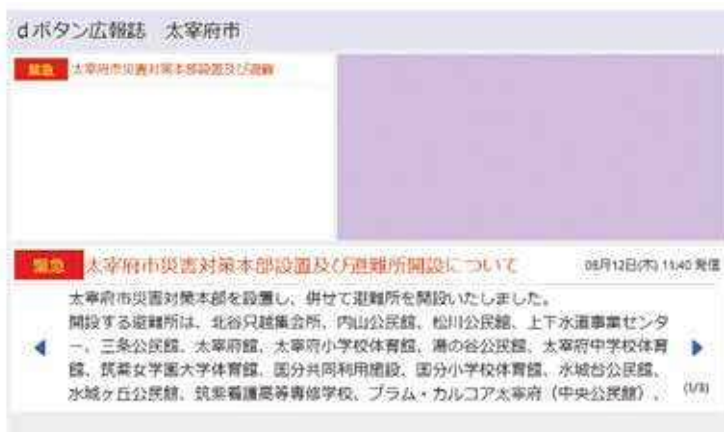 dボタン広報誌 太宰府市
緊急 太宰府市災害対策本部設置及び避難
緊急 太宰府市災害対策本部設置及び避難所開設について 08月12日(木) 11:40 発信
太宰府市災害対策本部を設置し、併せて避難所を開設いたしました。
開設する避難所は、北谷只越集会所、内山公民館、松川公民館、上下水道事業センタ
ー、三条公民館、太宰府館、太宰府小学校体育館、湯の谷公民館、太宰府中学校体育
館、筑紫女学園大学体育館、国分共同利用施設、国分小学校体育館、水城台公民館、
水城ヶ丘公民館、筑紫看護高等専修学校、プラム・カルコア太宰府（中央公民館）、
(1/3)